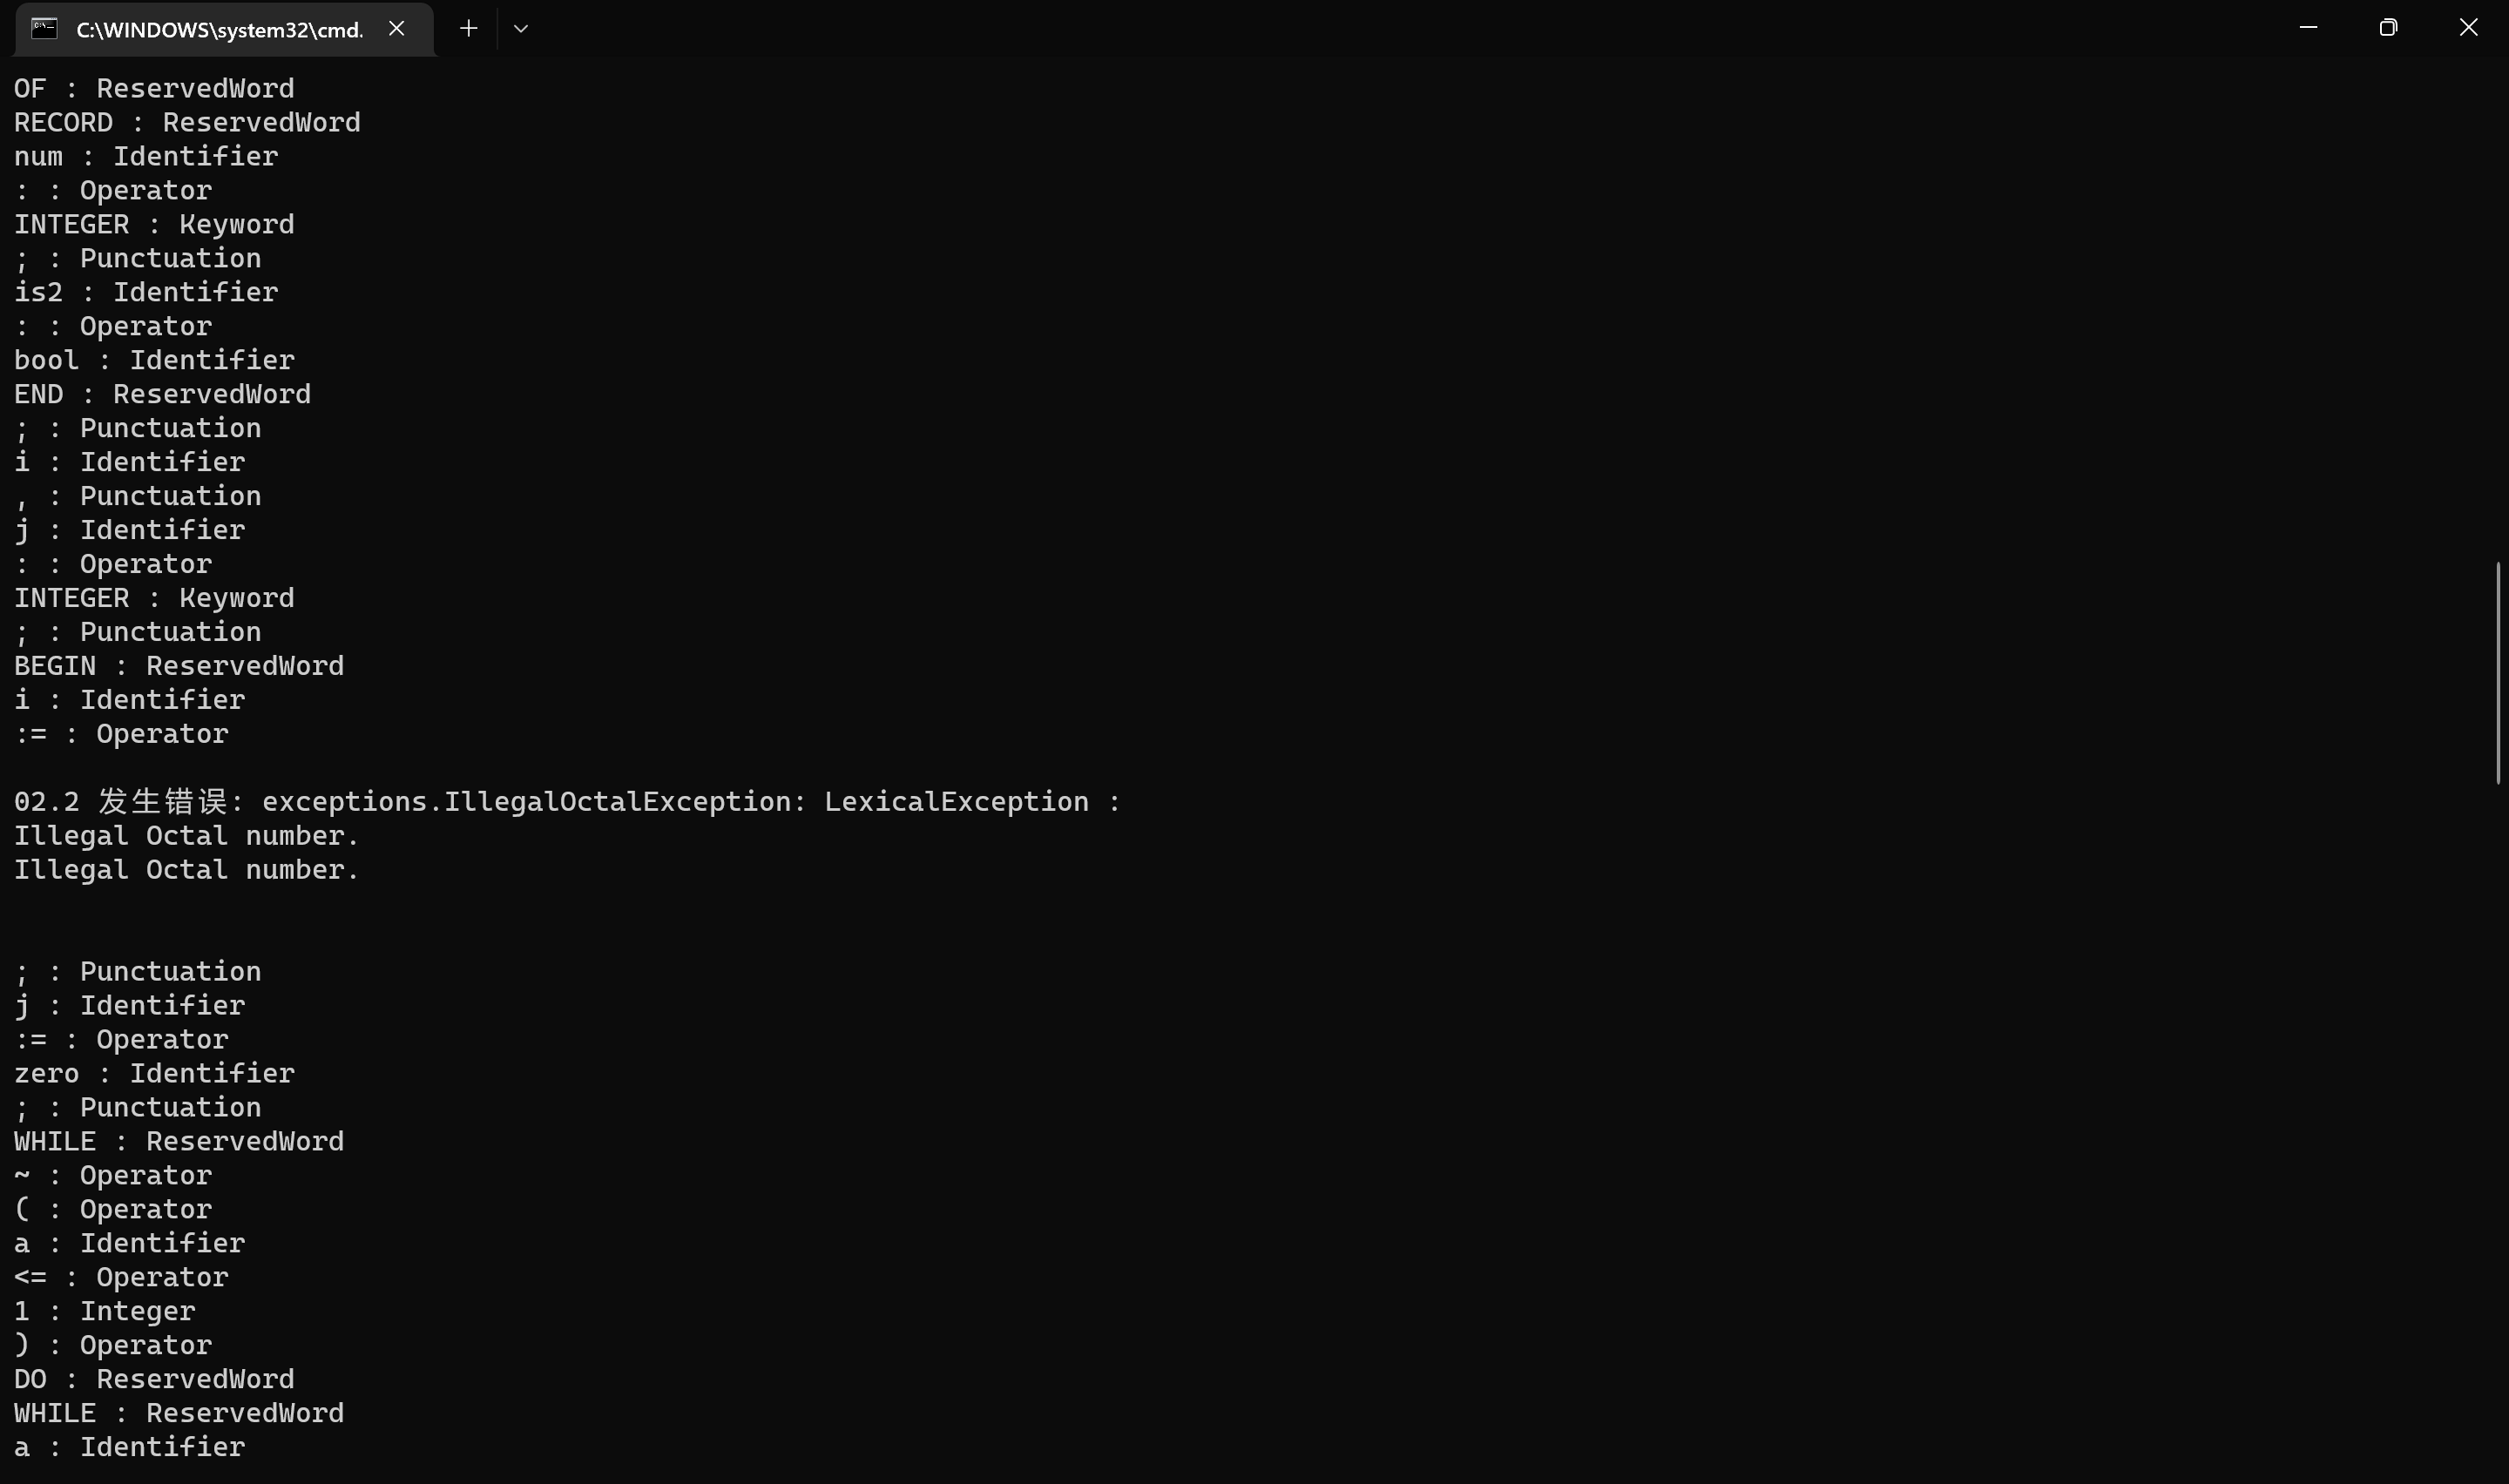 C:\WINDOWS\system32\cmd.
OF : ReservedWord
RECORD : ReservedWord
num : Identifier
: : Operator
INTEGER : Keyword
; : Punctuation
is2 : Identifier
: : Operator
bool : Identifier
END : ReservedWord
; : Punctuation
i : Identifier
, : Punctuation
j : Identifier
: : Operator
INTEGER : Keyword
; : Punctuation
BEGIN : ReservedWord
i : Identifier
:= : Operator
02.2 发生错误: exceptions.IllegalOctalException: LexicalException :
Illegal Octal number.
Illegal Octal number.
; : Punctuation
j : Identifier
:= : Operator
zero : Identifier
; : Punctuation
WHILE : ReservedWord
~ : Operator
( : Operator
a : Identifier
<= : Operator
1 : Integer
) : Operator
DO : ReservedWord
WHILE : ReservedWord
a : Identifier